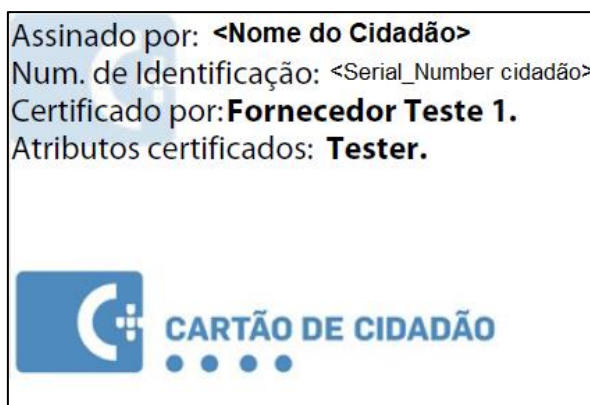 Assinado por: <Nome do Cidadão>
Num. de Identificação: <Serial_Number cidadão>
Certificado por:Fornecedor Teste 1.
Atributos certificados: Tester.
CARTÃO DE CIDADÃO